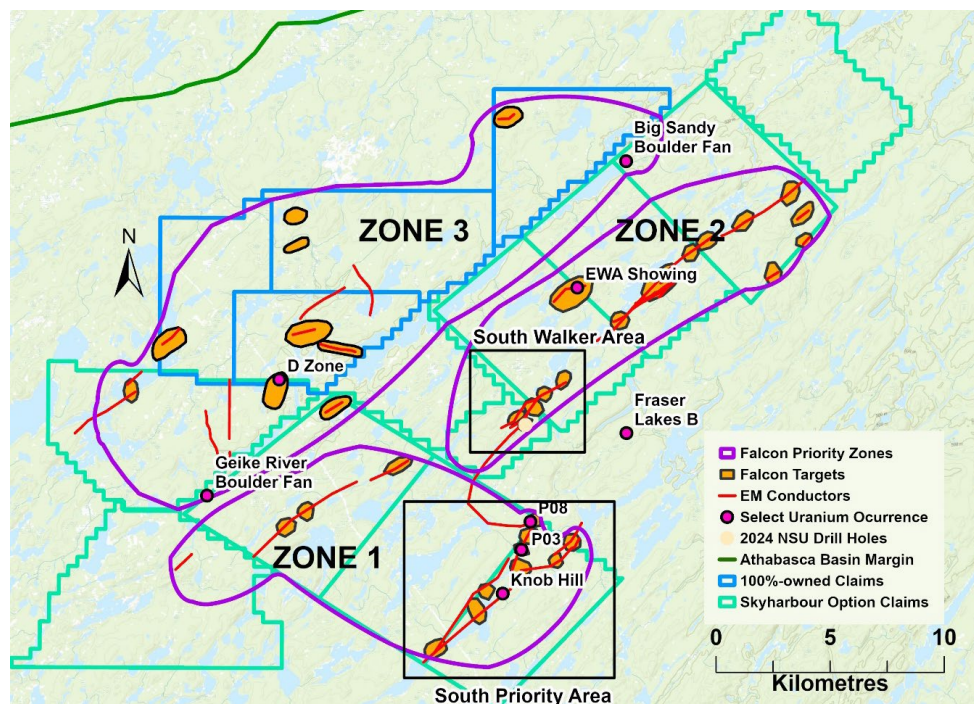 Big Sandy
Boulder Fan
ZONE 3
ZONE 2
N
EWA Showing
South Walker Area
D Zone
Fraser
Lakes B
Geike River
Boulder Fan
P08
P03
ZONE 1
Knob Hill
South Priority Area
Falcon Priority Zones
Falcon Targets
EM Conductors
Select Uranium Ocurrence
2024 NSU Drill Holes
Athabasca Basin Margin
100%-owned Claims
Skyharbour Option Claims
0 5 10
Kilometres